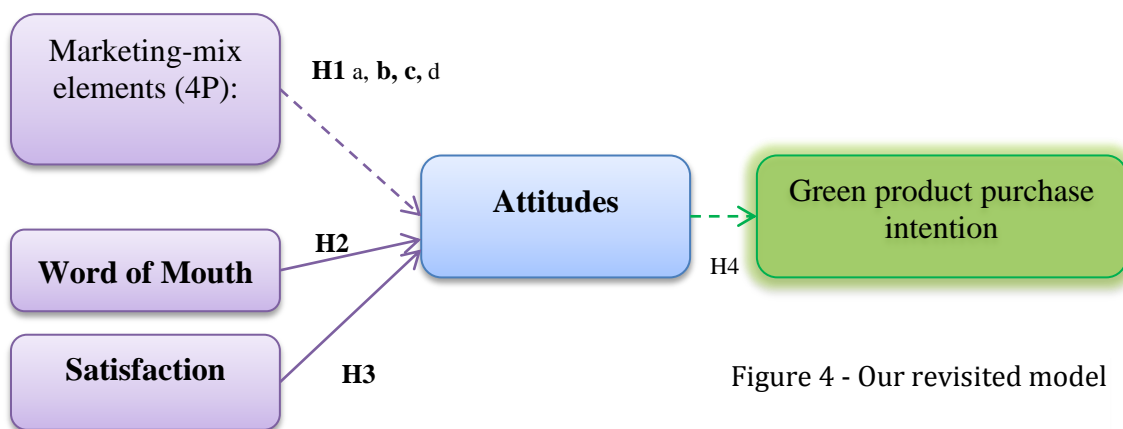 Marketing-mix
elements (4P):
H1 a, b, c, d
Attitudes
Green product purchase
intention
Word of Mouth
H2
H4
Satisfaction
H3
Figure 4 - Our revisited model